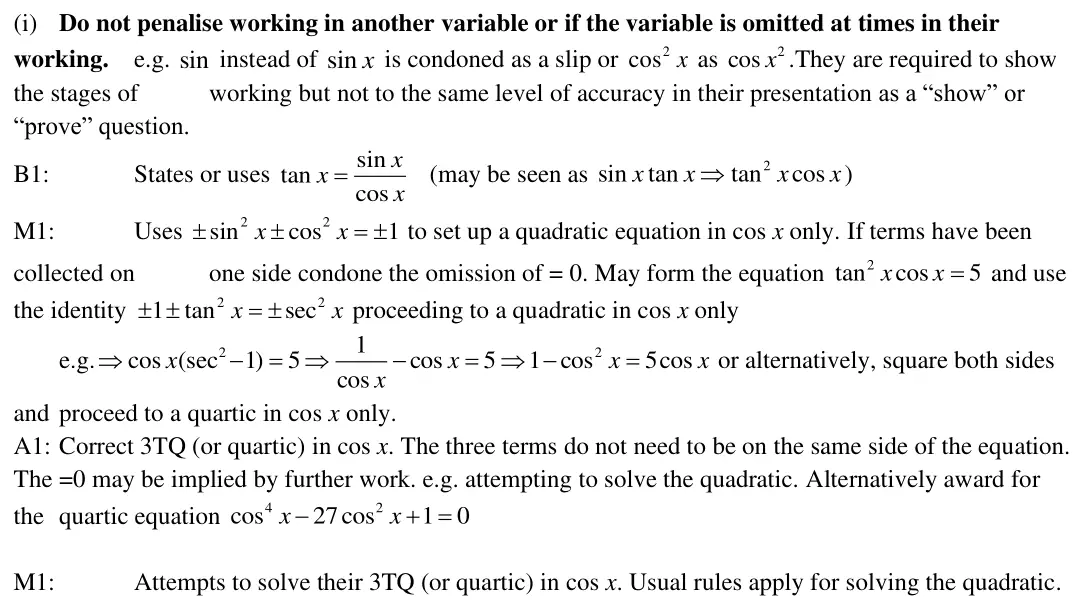 (i) Do not penalise working in another variable or if the variable is omitted at times in their
working. e.g. sin instead of sin x is condoned as a slip or cos² x as cos x² .They are required to show
the stages of working but not to the same level of accuracy in their presentation as a “show” or
“prove” question.
B1: States or uses tan x = sin x / cos x (may be seen as sin x tan x ⇒ tan² x cos x )
M1: Uses ± sin² x ± cos² x = ±1 to set up a quadratic equation in cos x only. If terms have been
collected on one side condone the omission of = 0. May form the equation tan² x cos x = 5 and use
the identity ±1 ± tan² x = ± sec² x proceeding to a quadratic in cos x only
e.g. ⇒ cos x(sec² −1) = 5 ⇒ 1 / cos x − cos x = 5 ⇒ 1 − cos² x = 5 cos x or alternatively, square both sides
and proceed to a quartic in cos x only.
A1: Correct 3TQ (or quartic) in cos x. The three terms do not need to be on the same side of the equation.
The =0 may be implied by further work. e.g. attempting to solve the quadratic. Alternatively award for
the quartic equation cos⁴ x − 27 cos² x + 1 = 0
M1: Attempts to solve their 3TQ (or quartic) in cos x. Usual rules apply for solving the quadratic.